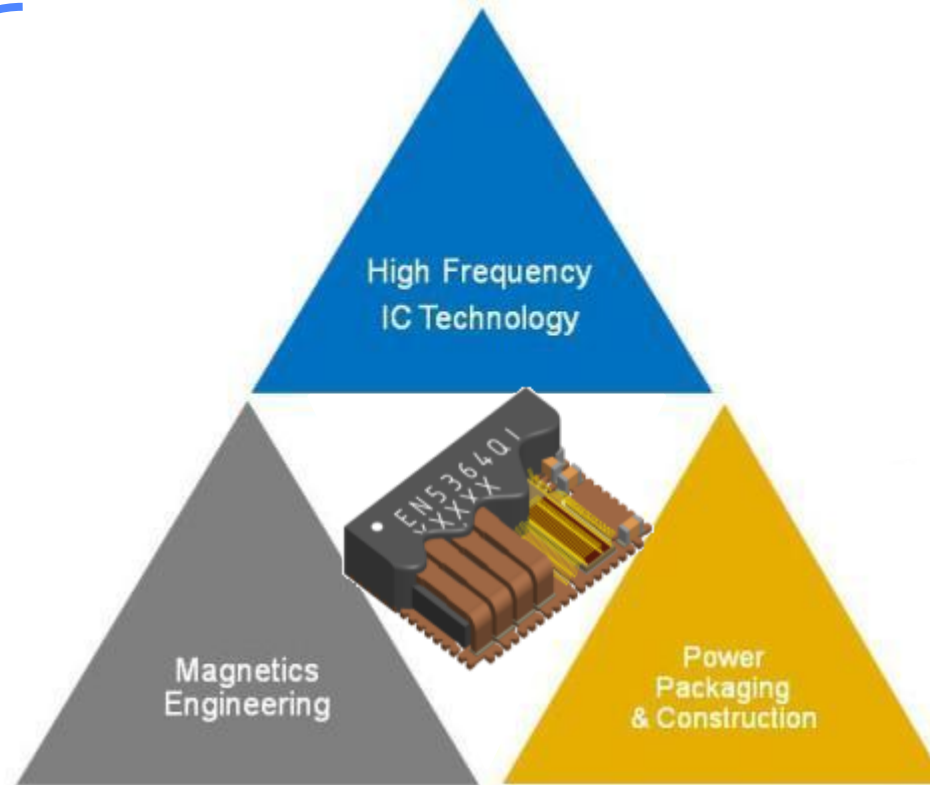 High Frequency
IC Technology
EN5364QI
XXXXX
Magnetics
Engineering
Power
Packaging
& Construction